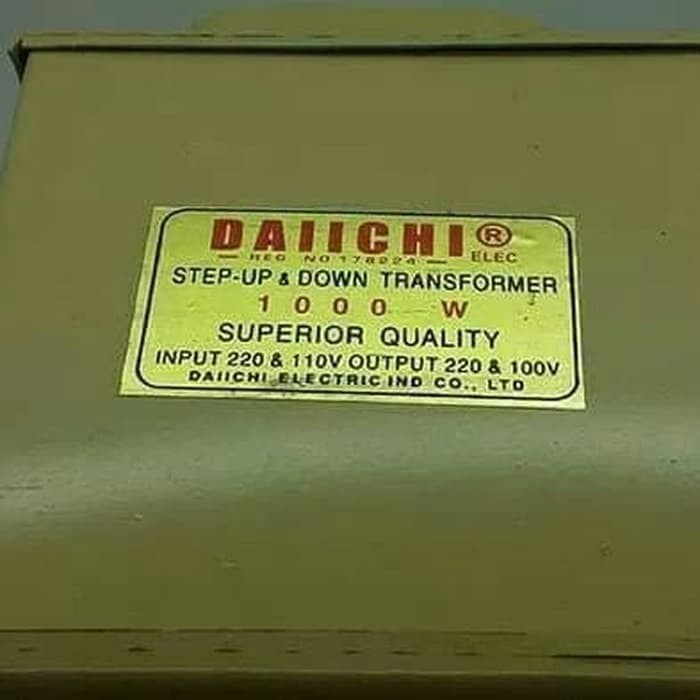 DAIICHI®
ELEC
— REG NO 178224 —
STEP-UP & DOWN TRANSFORMER
1000 W
SUPERIOR QUALITY
INPUT 220 & 110V OUTPUT 220 & 100V
DAIICHI ELECTRIC IND CO., LTD